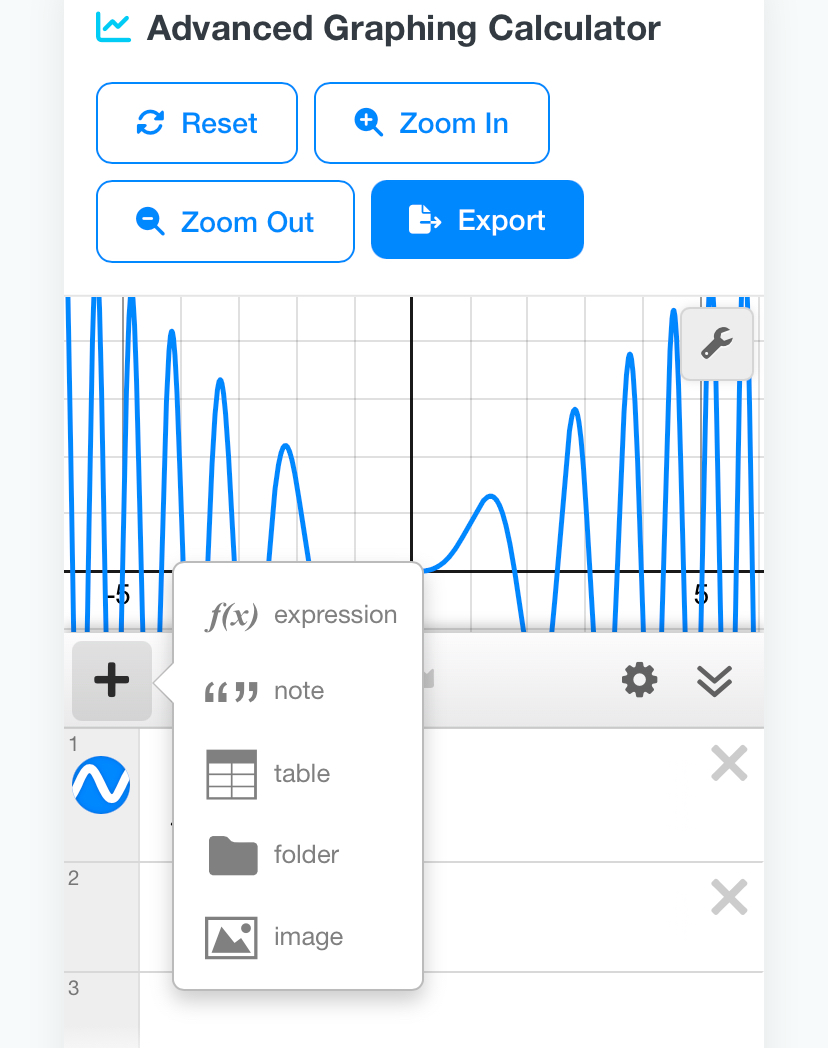 Advanced Graphing Calculator
Reset
Zoom In
Zoom Out
Export
-5
5
f(x) expression
“” note
table
folder
image
1
2
3